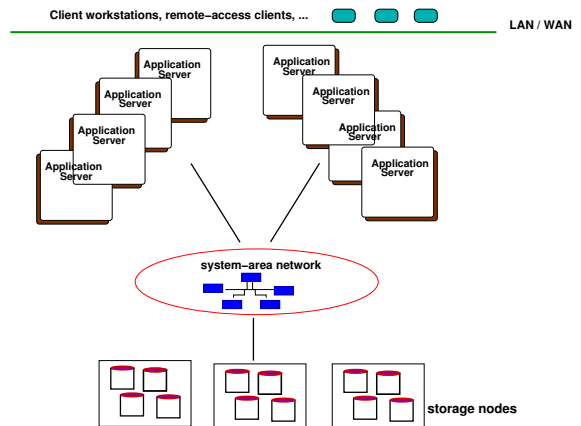 Client workstations, remote-access clients, ...
LAN / WAN
Application
Server
Application
Server
Application
Server
Application
Server
Application
Server
Application
Server
Application
Server
Application
Server
system-area network
storage nodes